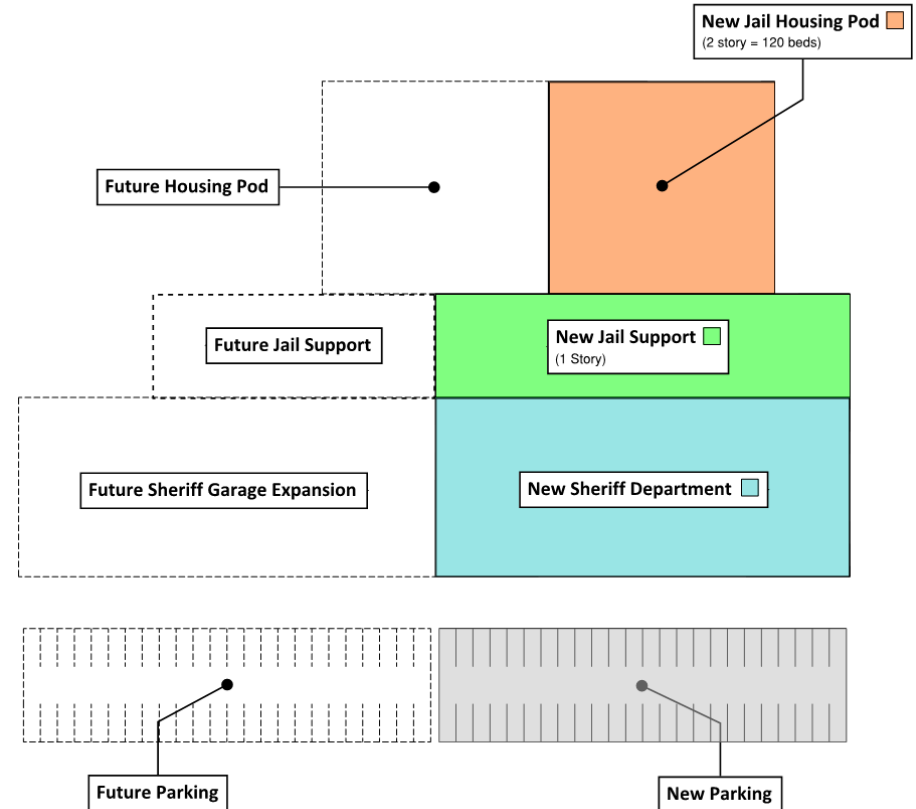 New Jail Housing Pod
(2 story = 120 beds)
Future Housing Pod
Future Jail Support
New Jail Support
(1 Story)
Future Sheriff Garage Expansion
New Sheriff Department
Future Parking
New Parking